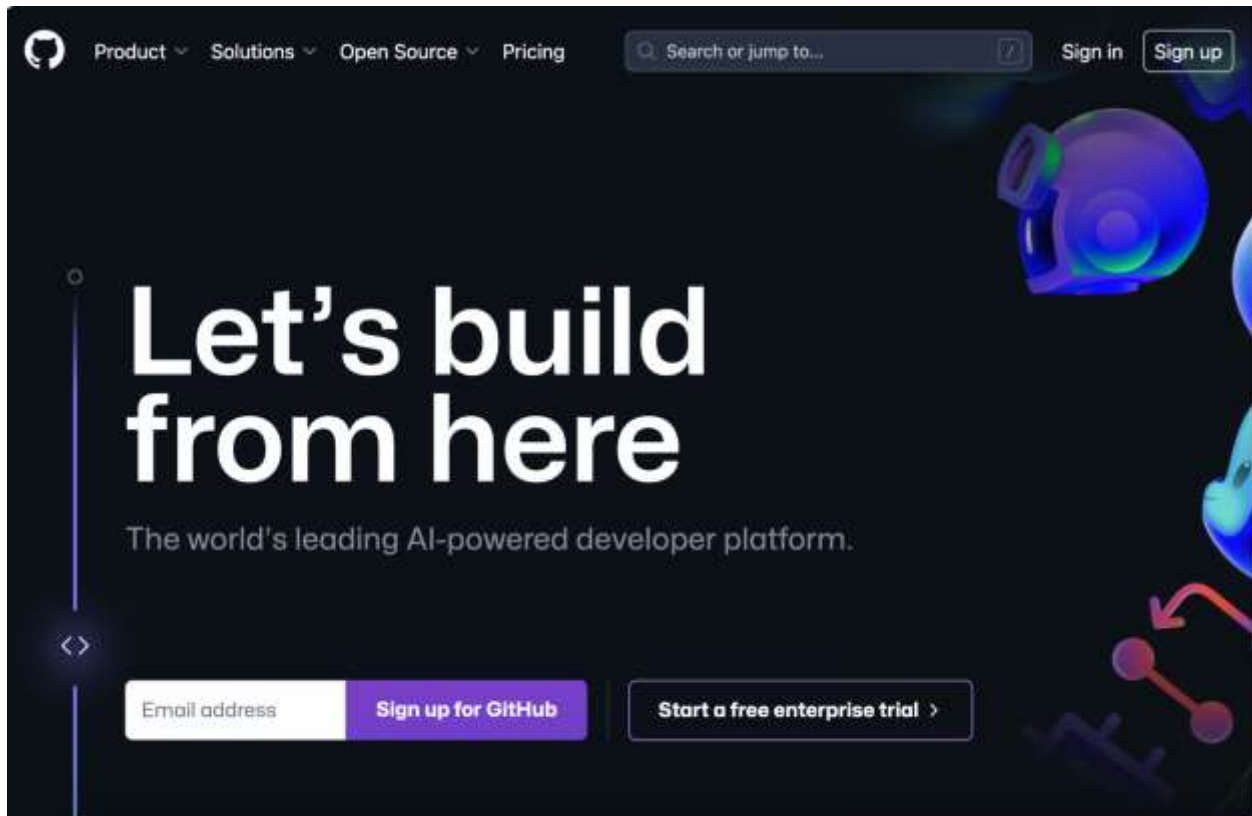 Product Solutions Open Source Pricing Search or jump to... / Sign in Sign up
Let’s build
from here
The world's leading AI-powered developer platform.
<>
Email address Sign up for GitHub Start a free enterprise trial >